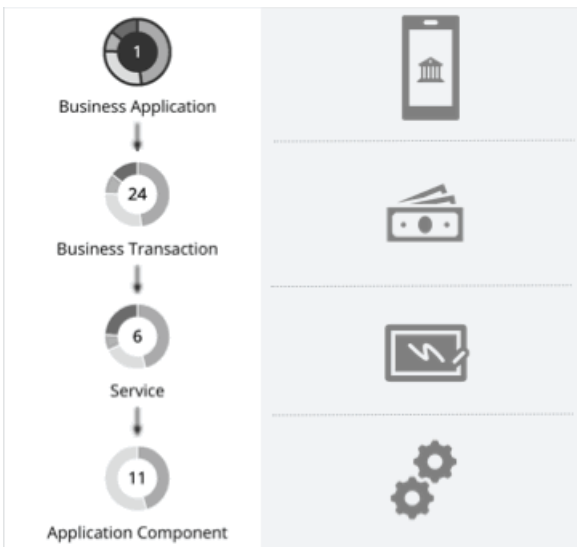 1
Business Application
24
Business Transaction
6
Service
11
Application Component